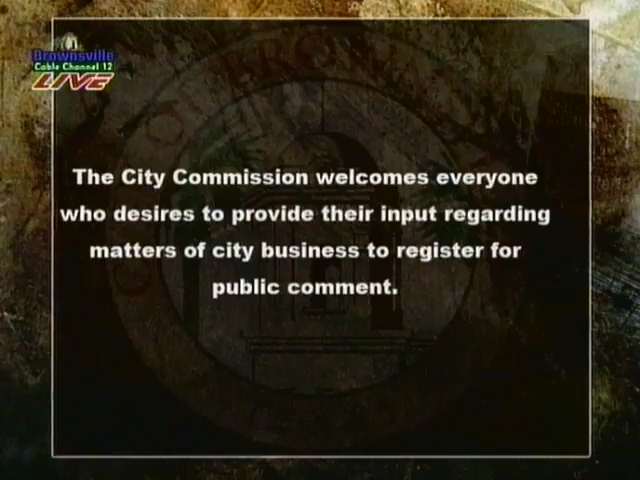 Brownsville
Cable Channel 12
LIVE
The City Commission welcomes everyone
who desires to provide their input regarding
matters of city business to register for
public comment.